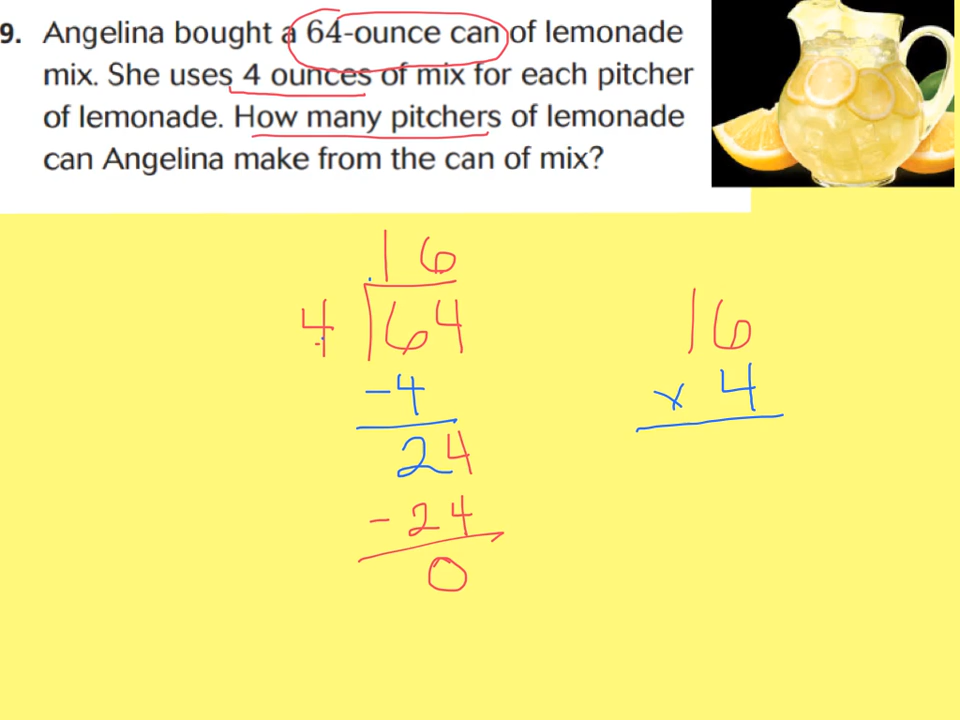 9. Angelina bought a 64-ounce can of lemonade
mix. She uses 4 ounces of mix for each pitcher
of lemonade. How many pitchers of lemonade
can Angelina make from the can of mix?
16
4 64
-4
24
-24
0
16
x 4